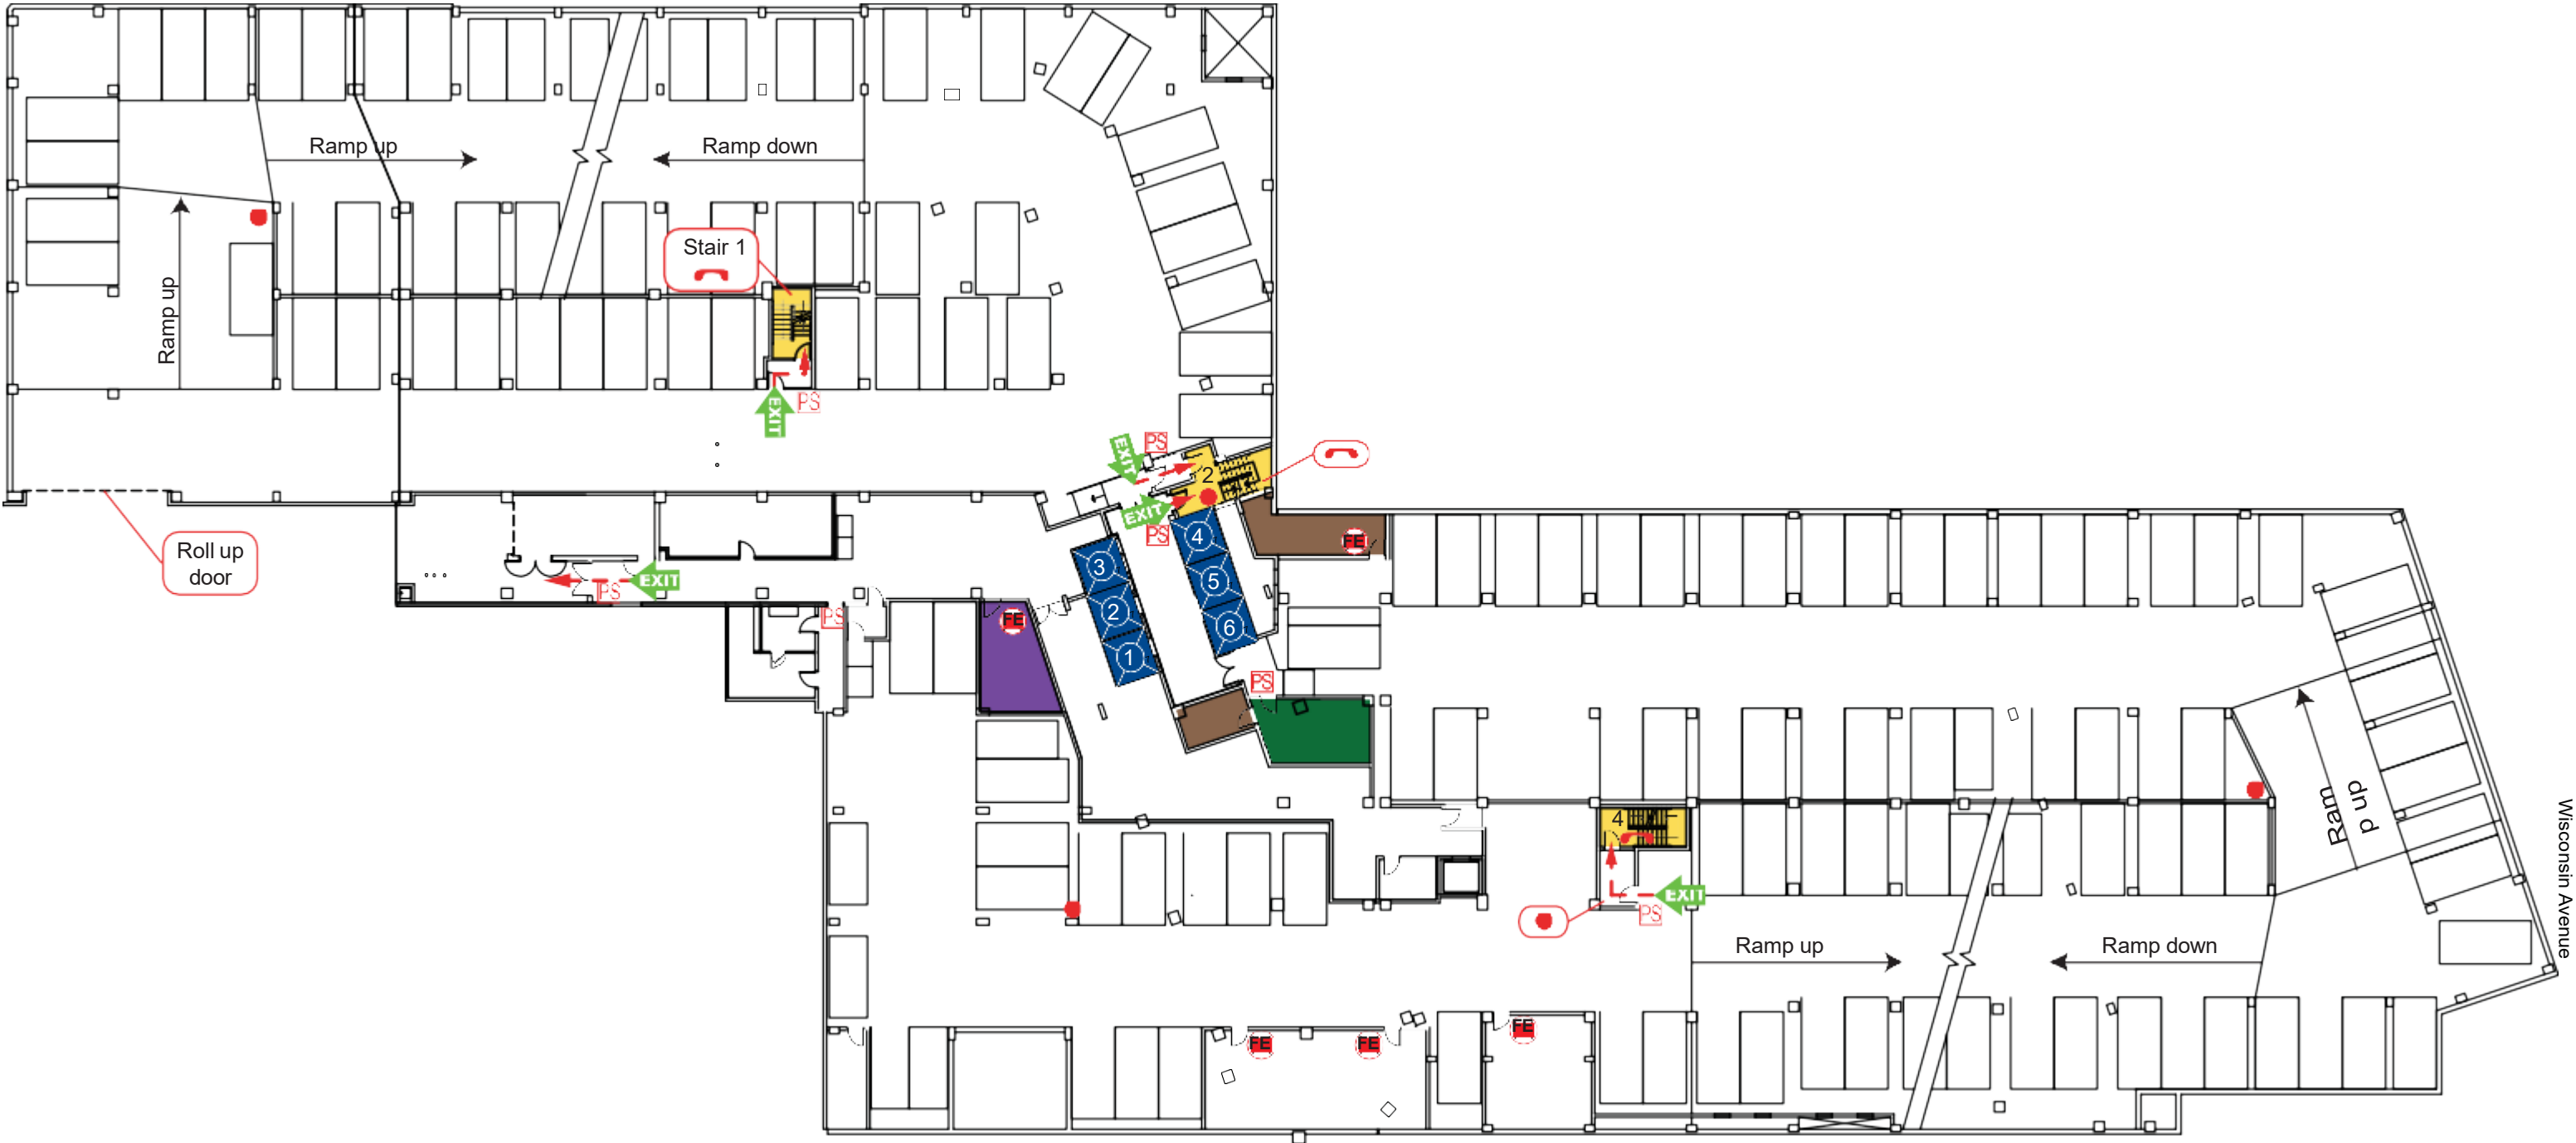 Ramp up
Ramp down
Ramp up
Stair 1
EXIT
PS
EXIT
PS
2
EXIT
PS
Roll up
door
EXIT
PS
PS
FE
3
2
1
4
5
6
FE
PS
4
EXIT
PS
Ramp up
Ramp down
Ram
p up
Wisconsin Avenue
FE
FE
FE